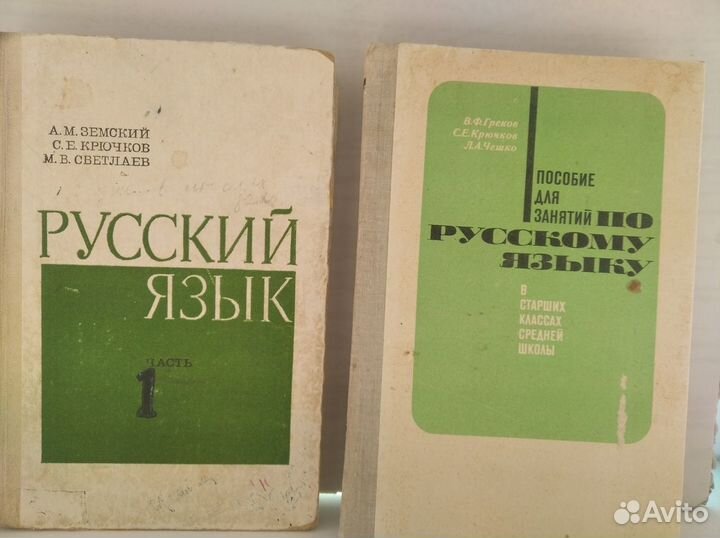 А.М. ЗЕМСКИЙ
С.Е. КРЮЧКОВ
М.В. СВЕТЛАЕВ
РУССКИЙ
ЯЗЫК
ЧАСТЬ
1
В.Ф. Греков
С.Е. Крючков
Л.А. Чешко
ПОСОБИЕ
ДЛЯ
ЗАНЯТИЙ ПО
РУССКОМУ
ЯЗЫКУ
В
СТАРШИХ
КЛАССАХ
СРЕДНЕЙ
ШКОЛЫ
Avito